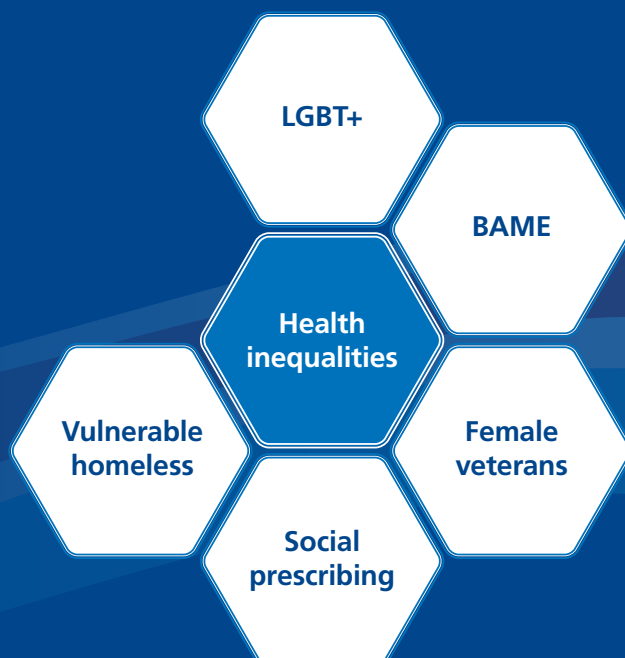 LGBT+
BAME
Health
inequalities
Vulnerable
homeless
Female
veterans
Social
prescribing